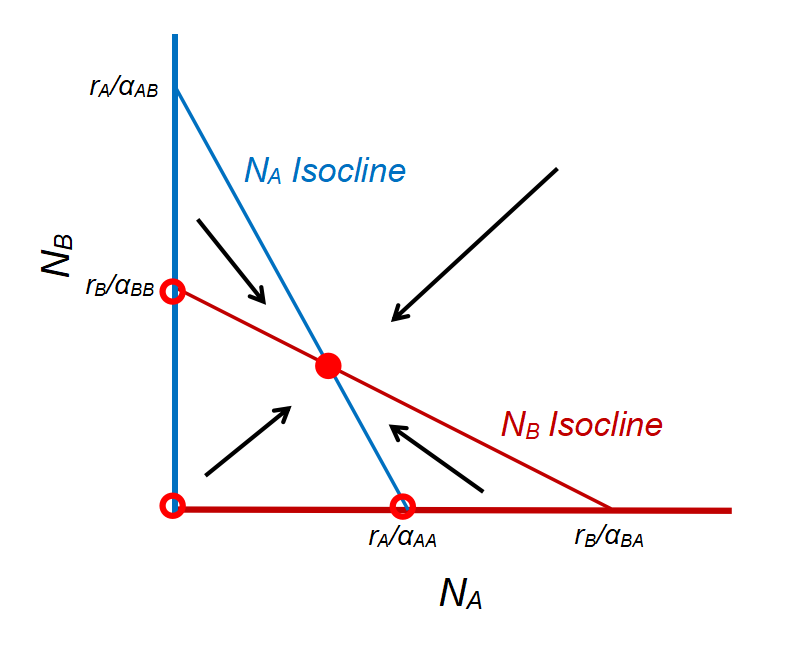 rA/αAB
NA Isocline
NB
rB/αBB
NB Isocline
rA/αAA
rB/αBA
NA